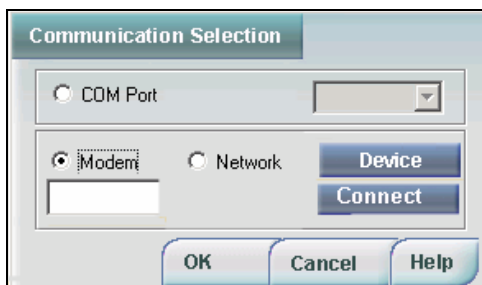 Communication Selection
COM Port
Modem Network Device
Connect
OK Cancel Help